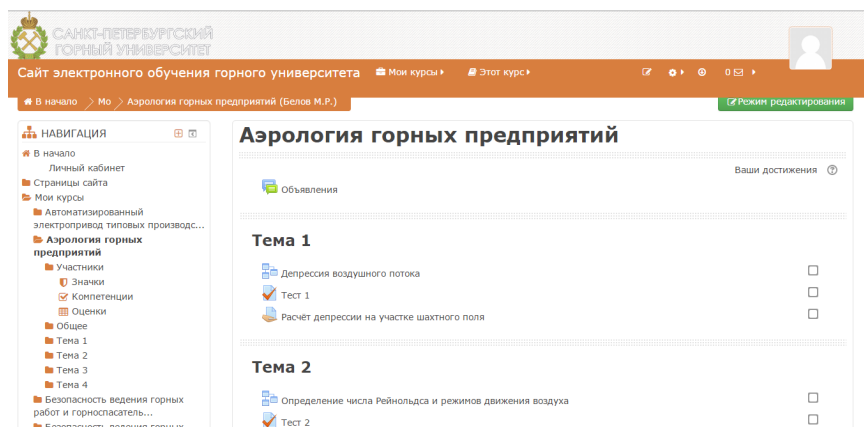 САНКТ-ПЕТЕРБУРГСКИЙ
ГОРНЫЙ УНИВЕРСИТЕТ
Сайт электронного обучения горного университета
Мои курсы
Этот курс
0
В начало
Мо
Аэрология горных предприятий (Белов М.Р.)
Режим редактирования
НАВИГАЦИЯ
В начало
Личный кабинет
Страницы сайта
Мои курсы
Автоматизированный
электропривод типовых производс...
Аэрология горных
предприятий
Участники
Значки
Компетенции
Оценки
Общее
Тема 1
Тема 2
Тема 3
Тема 4
Безопасность ведения горных
работ и горноспасатель...
Безопасность ведения горных
Аэрология горных предприятий
Ваши достижения
Объявления
Тема 1
Депрессия воздушного потока
Тест 1
Расчёт депрессии на участке шахтного поля
Тема 2
Определение числа Рейнольдса и режимов движения воздуха
Тест 2